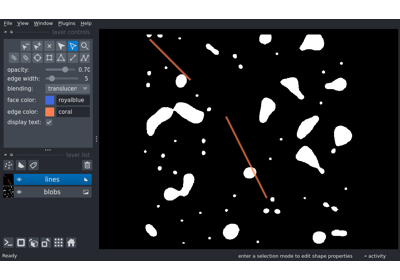 File View Window Plugins Help
layer controls
opacity: 0.70
edge width: 5
blending: translucen
face color: royalblue
edge color: coral
display text:
layer list
lines
blobs
Ready
enter a selection mode to edit shape properties
activity